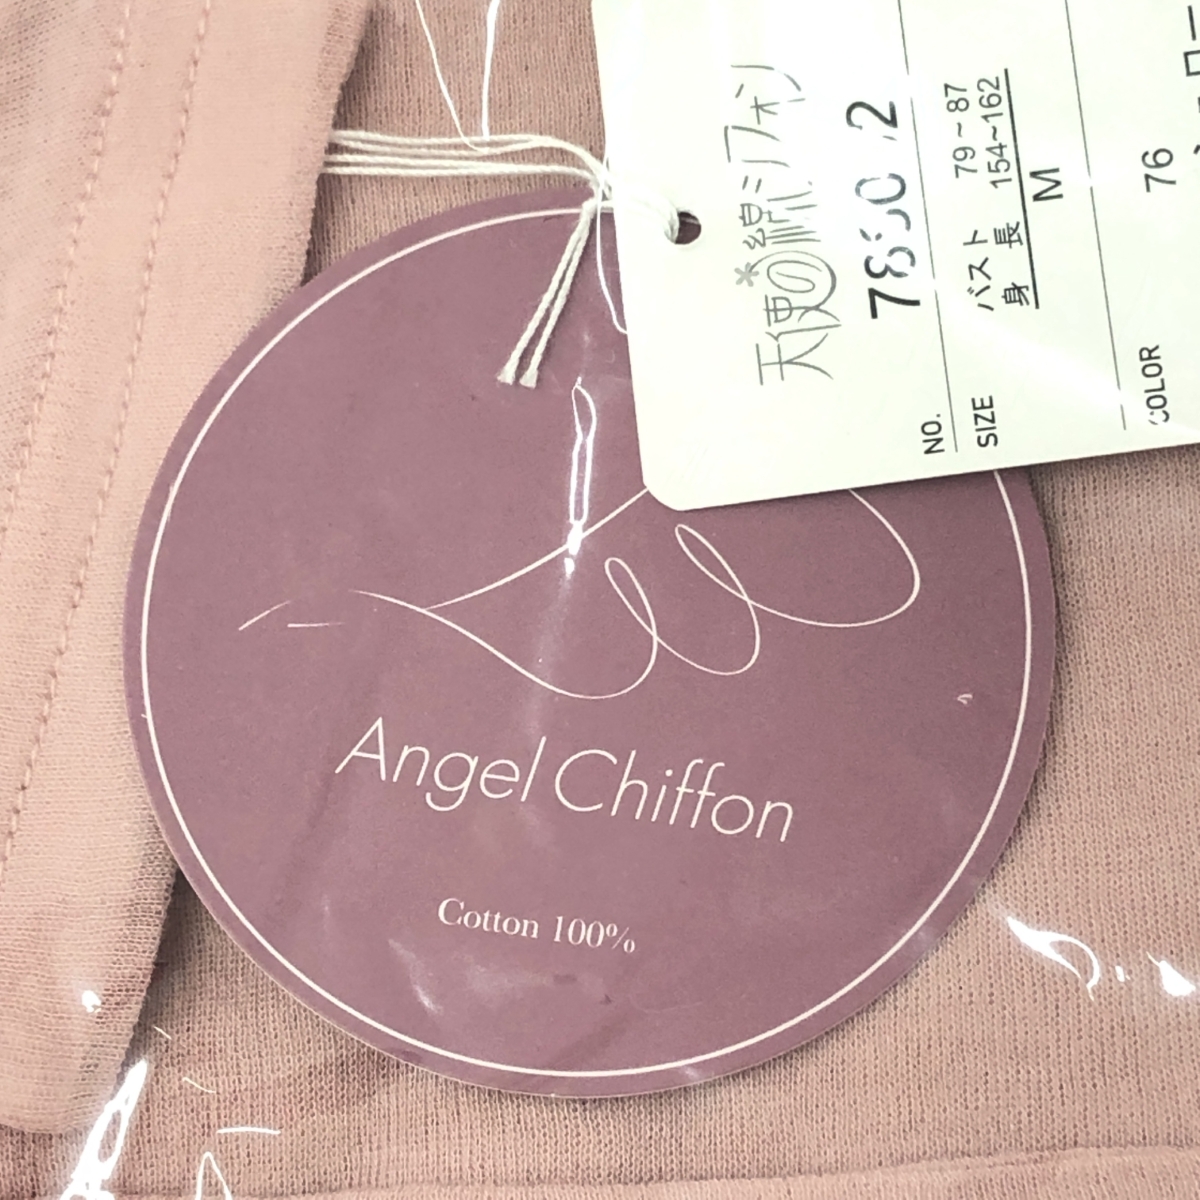 Angel Chiffon
Cotton 100%
天使の綿シフォン
NO.
SIZE バスト 79~87
身長 154~162
M
COLOR 76